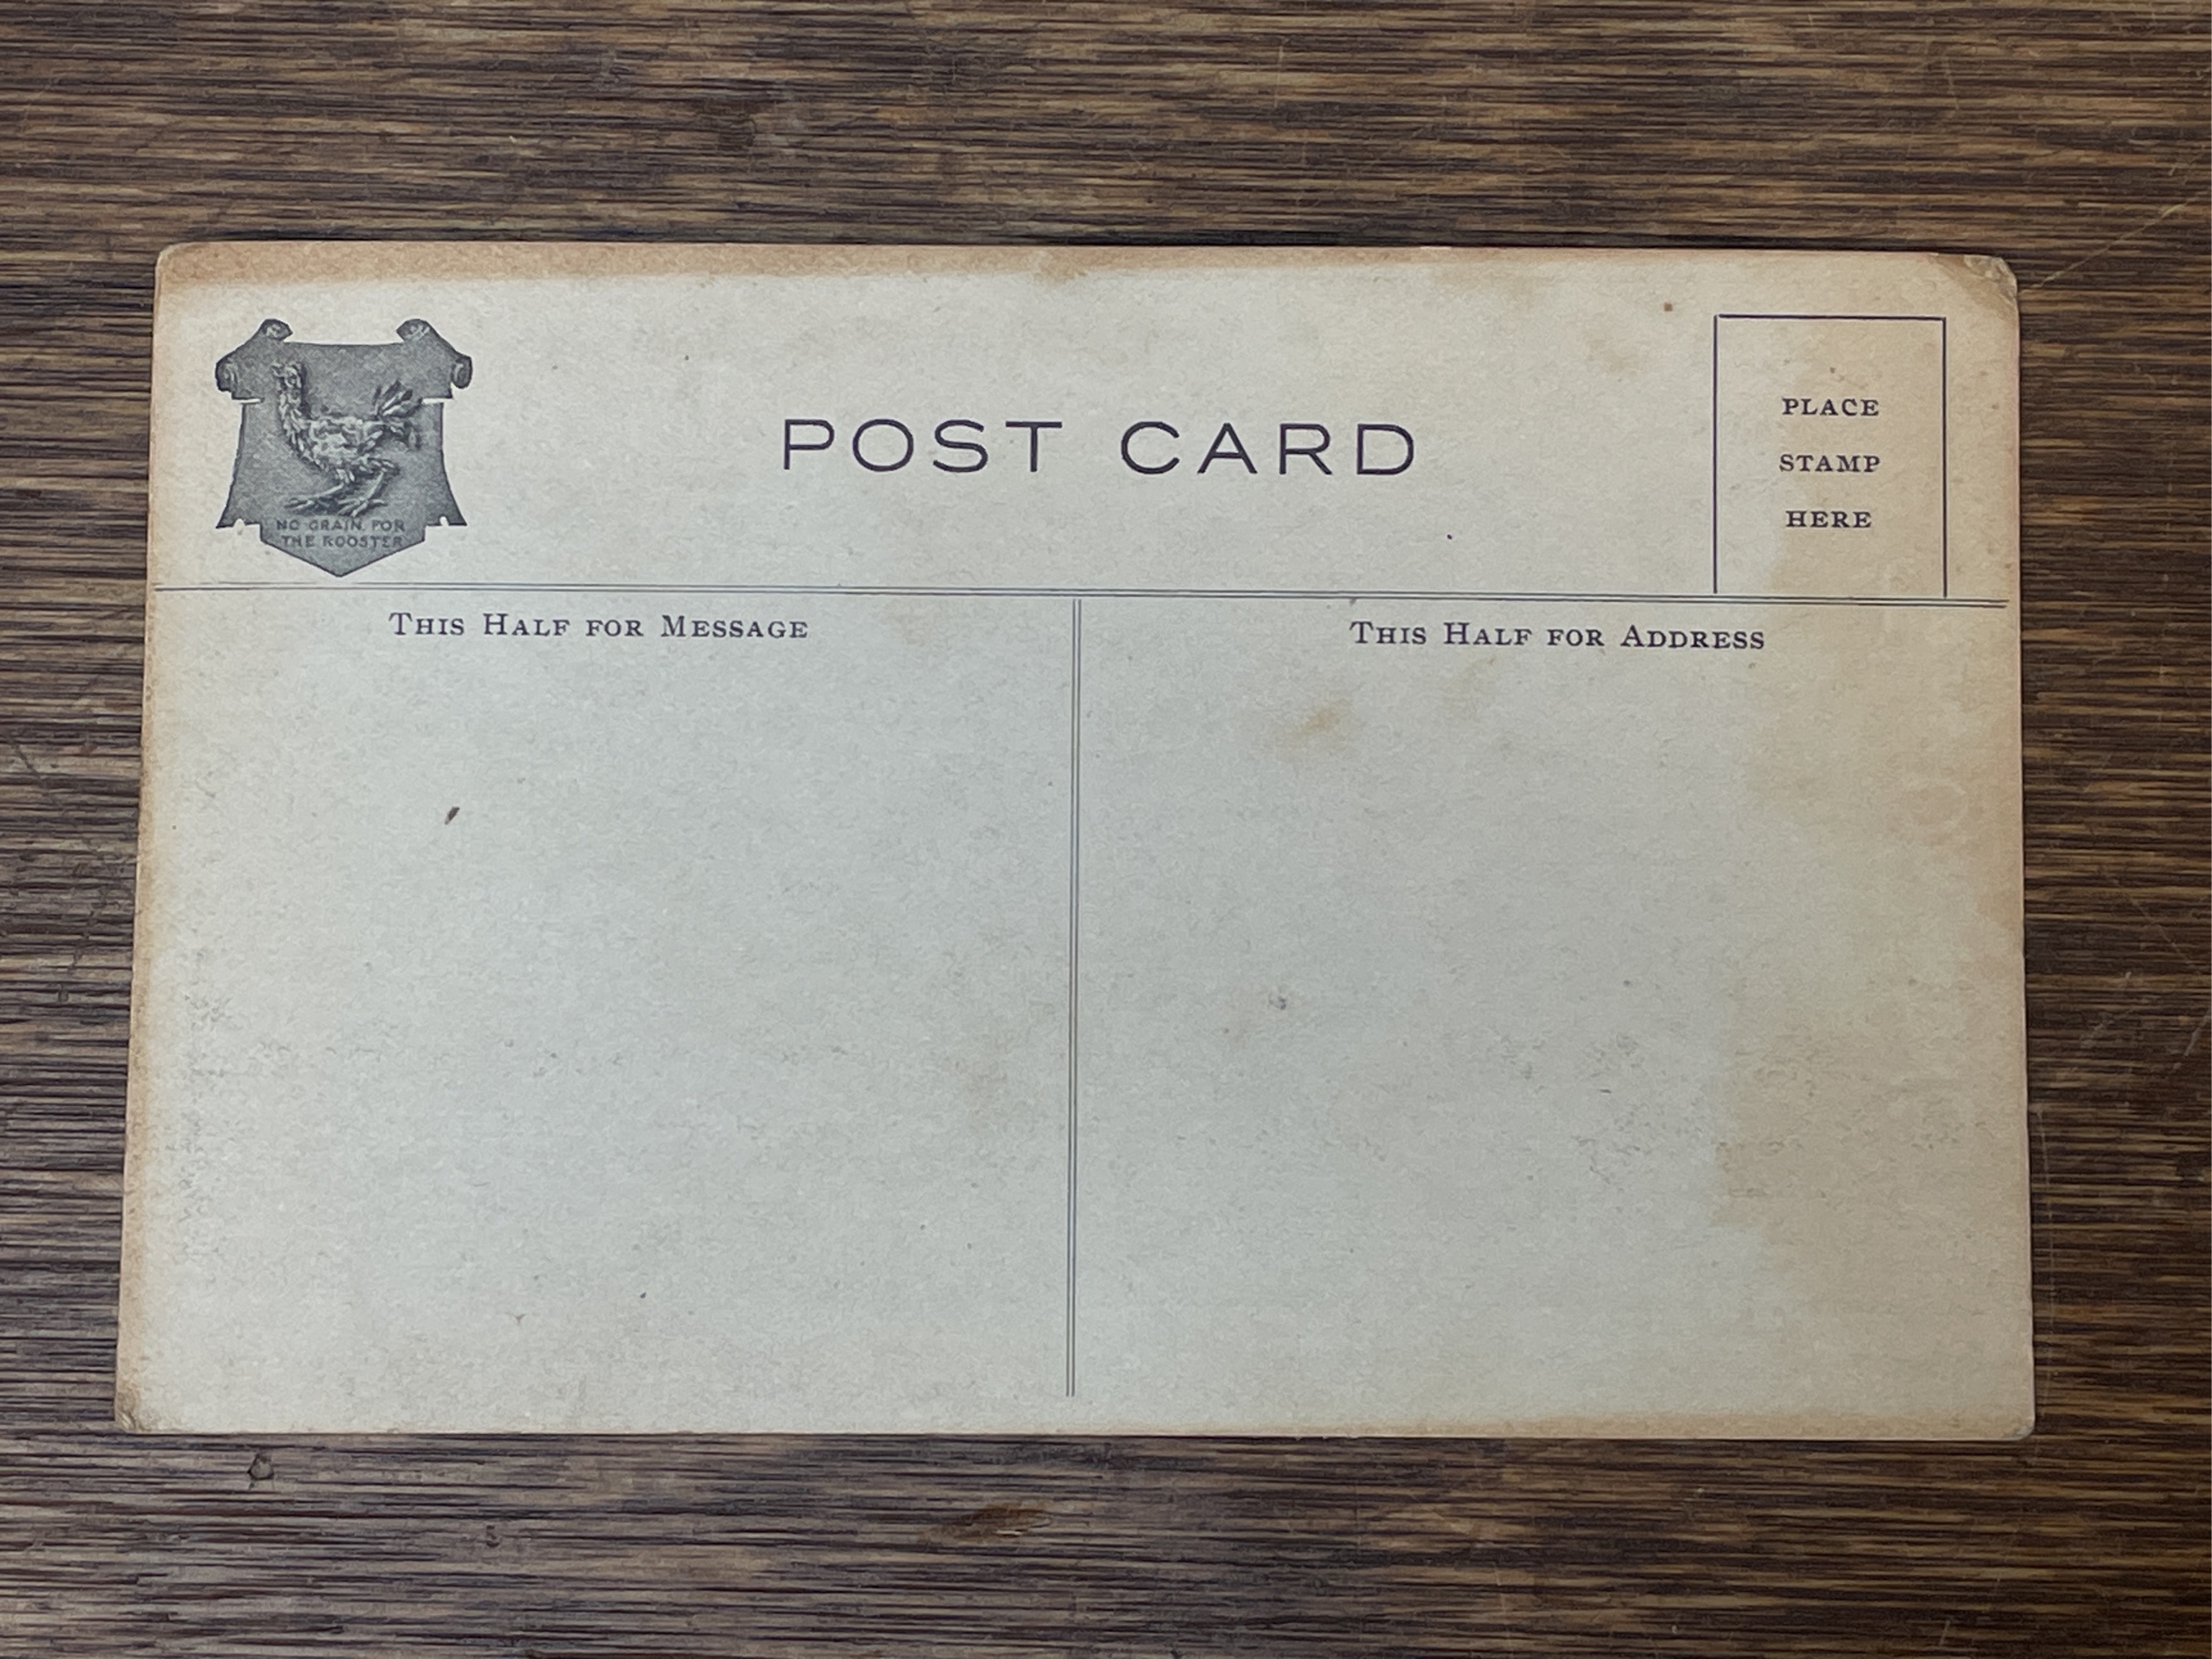 POST CARD
PLACE
STAMP
HERE
NO GRAIN FOR
THE ROOSTER
This Half for Message
This Half for Address